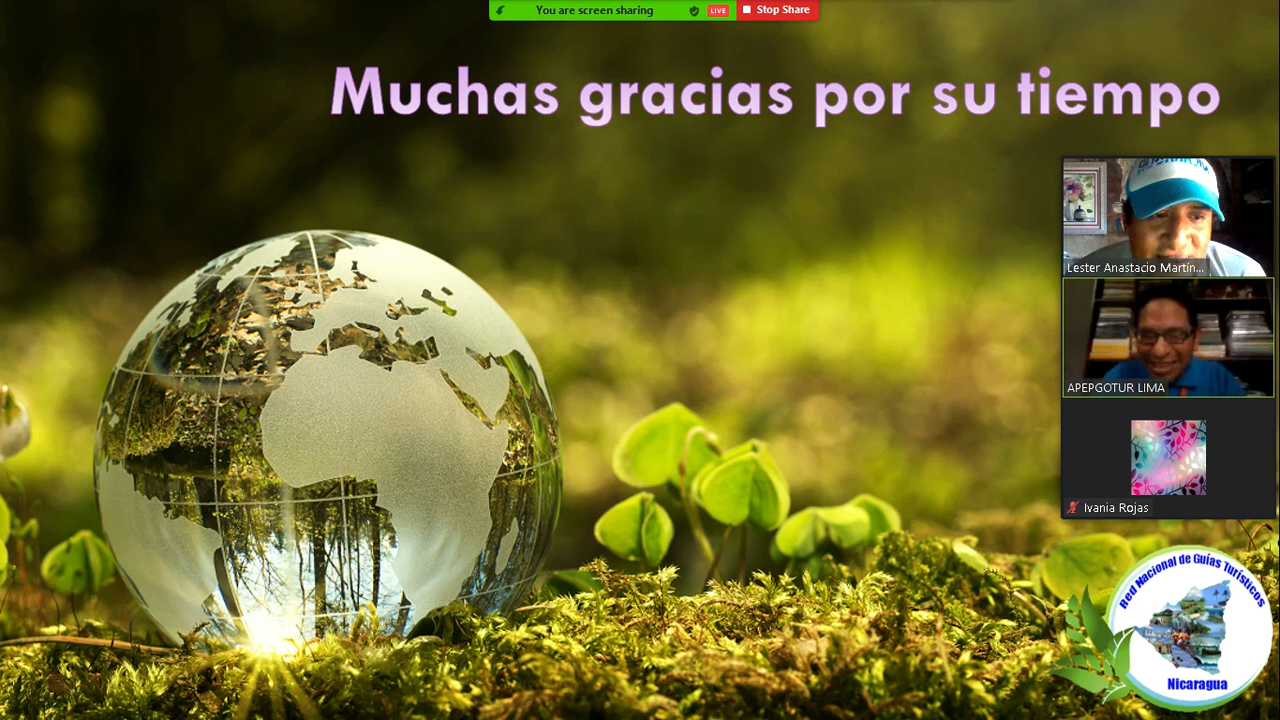 You are screen sharing
LIVE
Stop Share
Muchas gracias por su tiempo
Lester Anastacio Martín...
APEPGOTUR LIMA
Ivania Rojas
Red Nacional de Guías Turísticos
Nicaragua